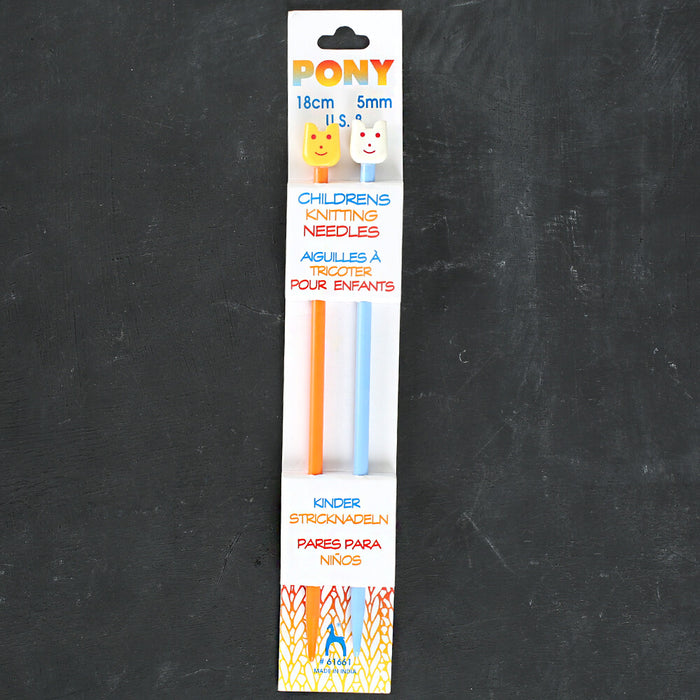 PONY
18cm 5mm
U.S. 8
CHILDRENS
KNITTING
NEEDLES
AIGUILLES À
TRICOTER
POUR ENFANTS
KINDER
STRICKNADELN
PARES PARA
NIÑOS
# 61661
MADE IN INDIA